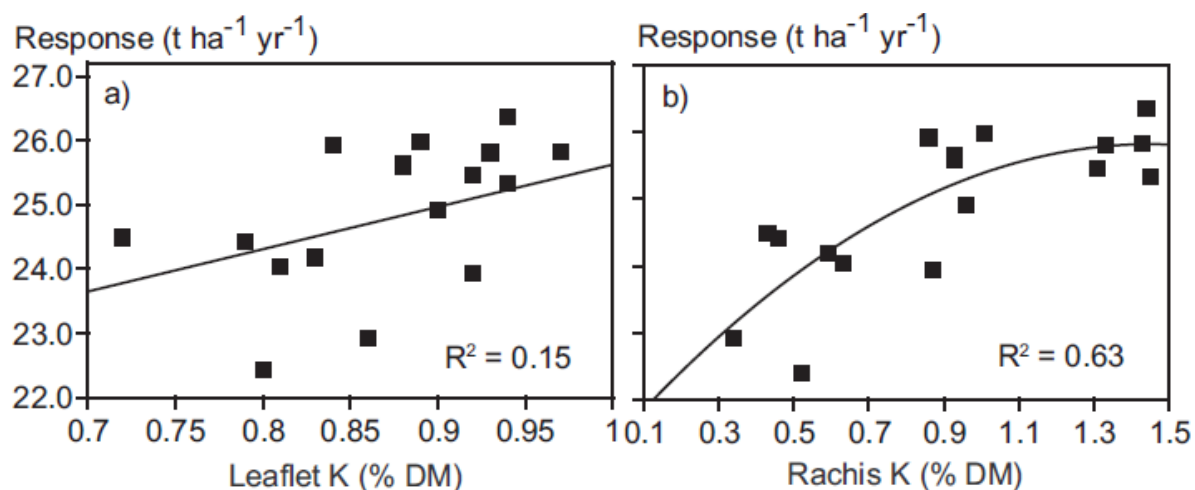 Response (t ha⁻¹ yr⁻¹)
27.0
26.0
25.0
24.0
23.0
22.0
a)
R² = 0.15
0.7 0.75 0.8 0.85 0.9 0.95 1
Leaflet K (% DM)
Response (t ha⁻¹ yr⁻¹)
b)
R² = 0.63
0.1 0.3 0.5 0.7 0.9 1.1 1.3 1.5
Rachis K (% DM)